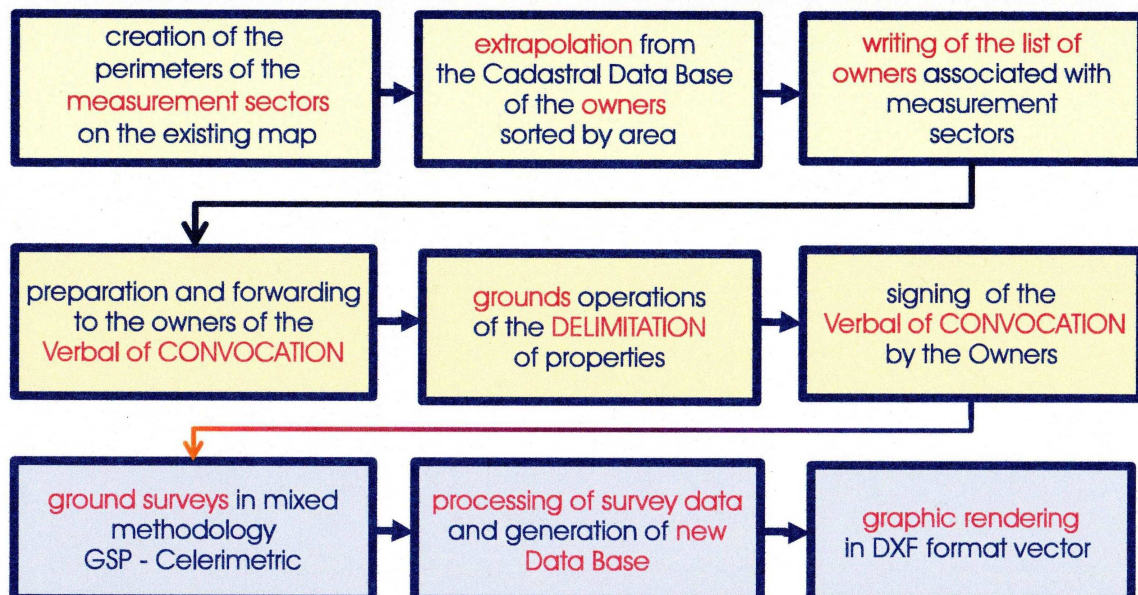 creation of the
perimeters of the
measurement sectors
on the existing map
extrapolation from
the Cadastral Data Base
of the owners
sorted by area
writing of the list of
owners associated with
measurement
sectors
preparation and forwarding
to the owners of the
Verbal of CONVOCATION
grounds operations
of the DELIMITATION
of properties
signing of the
Verbal of CONVOCATION
by the Owners
ground surveys in mixed
methodology
GSP - Celerimetric
processing of survey data
and generation of new
Data Base
graphic rendering
in DXF format vector